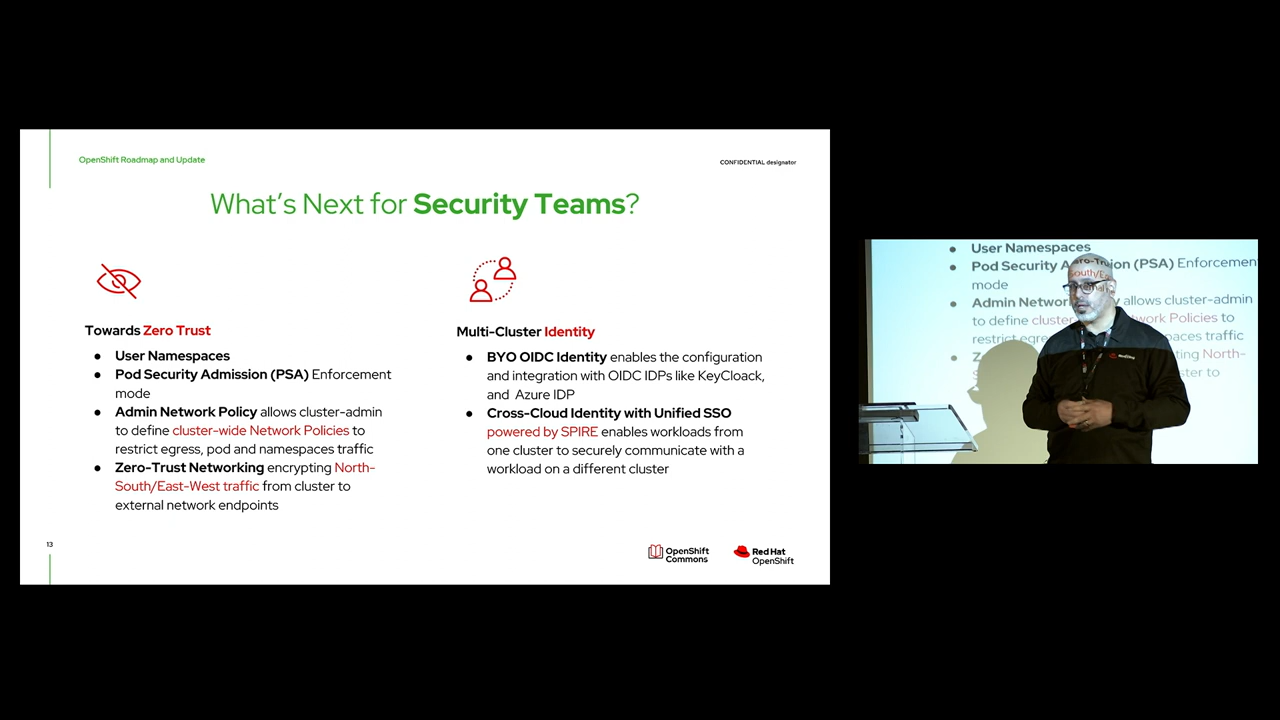 OpenShift Roadmap and Update
CONFIDENTIAL designator
What's Next for Security Teams?
Towards Zero Trust
● User Namespaces
● Pod Security Admission (PSA) Enforcement
mode
● Admin Network Policy allows cluster-admin
to define cluster-wide Network Policies to
restrict egress, pod and namespaces traffic
● Zero-Trust Networking encrypting North-
South/East-West traffic from cluster to
external network endpoints
Multi-Cluster Identity
● BYO OIDC Identity enables the configuration
and integration with OIDC IDPs like KeyCloack,
and Azure IDP
● Cross-Cloud Identity with Unified SSO
powered by SPIRE enables workloads from
one cluster to securely communicate with a
workload on a different cluster
13
OpenShift
Commons
Red Hat
OpenShift
● User Namespaces
● Pod Security A ion (PSA) Enforcement
mode
● Admin Networ y allows cluster-admin
to define cluster work Policies to
restrict egre paces traffic
ting North-
ster to